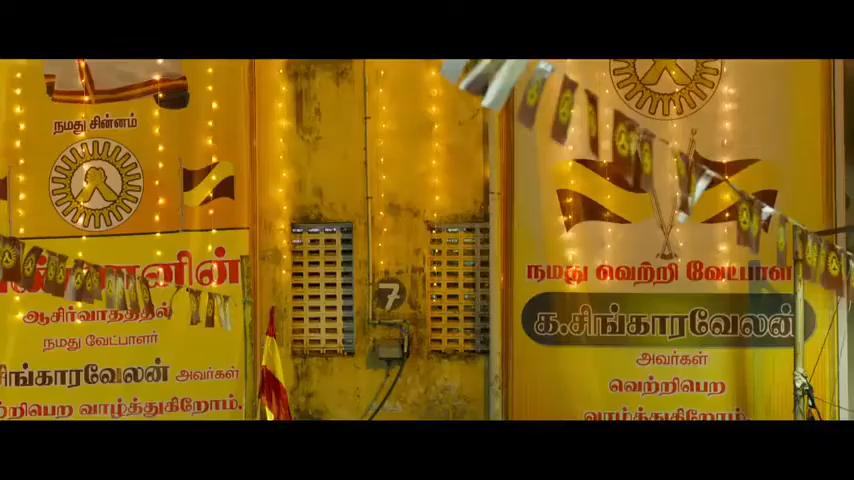 நமது சின்னம்
ஆசிர்வாதத்தில்
நமது வேட்பாளர்
சிங்காரவேலன் அவர்கள்
வெற்றிபெற வாழ்த்துகிறோம்.
7
நமது வெற்றி வேட்பாள
க.சிங்காரவேலன்
அவர்கள்
வெற்றிபெற
வாழ்த்துகிறோம்.